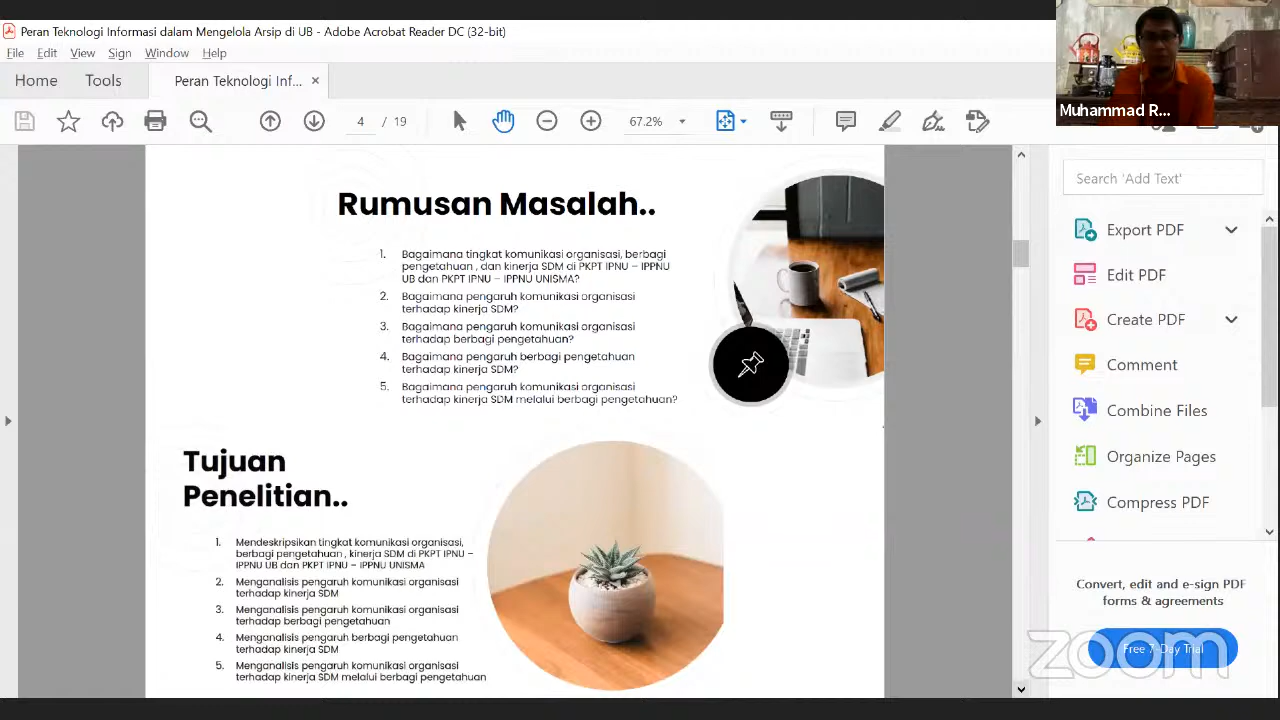 Peran Teknologi Informasi dalam Mengelola Arsip di UB - Adobe Acrobat Reader DC (32-bit)
File Edit View Sign Window Help
Home Tools Peran Teknologi Inf... ×
4 / 19 67.2%
Muhammad R...
Search 'Add Text'
Rumusan Masalah..
1. Bagaimana tingkat komunikasi organisasi, berbagi
pengetahuan , dan kinerja SDM di PKPT IPNU – IPPNU
UB dan PKPT IPNU – IPPNU UNISMA?
2. Bagaimana pengaruh komunikasi organisasi
terhadap kinerja SDM?
3. Bagaimana pengaruh komunikasi organisasi
terhadap berbagi pengetahuan?
4. Bagaimana pengaruh berbagi pengetahuan
terhadap kinerja SDM?
5. Bagaimana pengaruh komunikasi organisasi
terhadap kinerja SDM melalui berbagi pengetahuan?
Tujuan
Penelitian..
1. Mendeskripsikan tingkat komunikasi organisasi,
berbagi pengetahuan , kinerja SDM di PKPT IPNU –
IPPNU UB dan PKPT IPNU – IPPNU UNISMA
2. Menganalisis pengaruh komunikasi organisasi
terhadap kinerja SDM
3. Menganalisis pengaruh komunikasi organisasi
terhadap berbagi pengetahuan
4. Menganalisis pengaruh berbagi pengetahuan
terhadap kinerja SDM
5. Menganalisis pengaruh komunikasi organisasi
terhadap kinerja SDM melalui berbagi pengetahuan
Export PDF
Edit PDF
Create PDF
Comment
Combine Files
Organize Pages
Compress PDF
Convert, edit and e-sign PDF
forms & agreements
Free 7-Day Trial
zoom